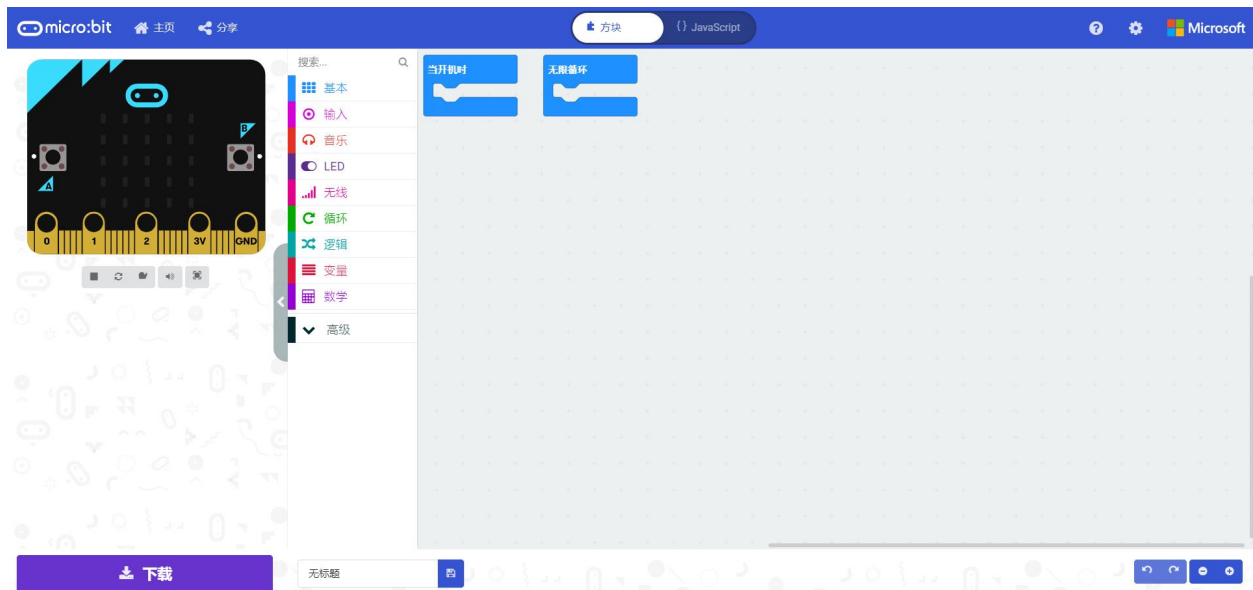 micro:bit 主页 分享 方块 {} JavaScript Microsoft
搜索...
基本
输入
音乐
LED
无线
循环
逻辑
变量
数学
高级
当开机时 无限循环
B
A
0 1 2 3V GND
下载 无标题